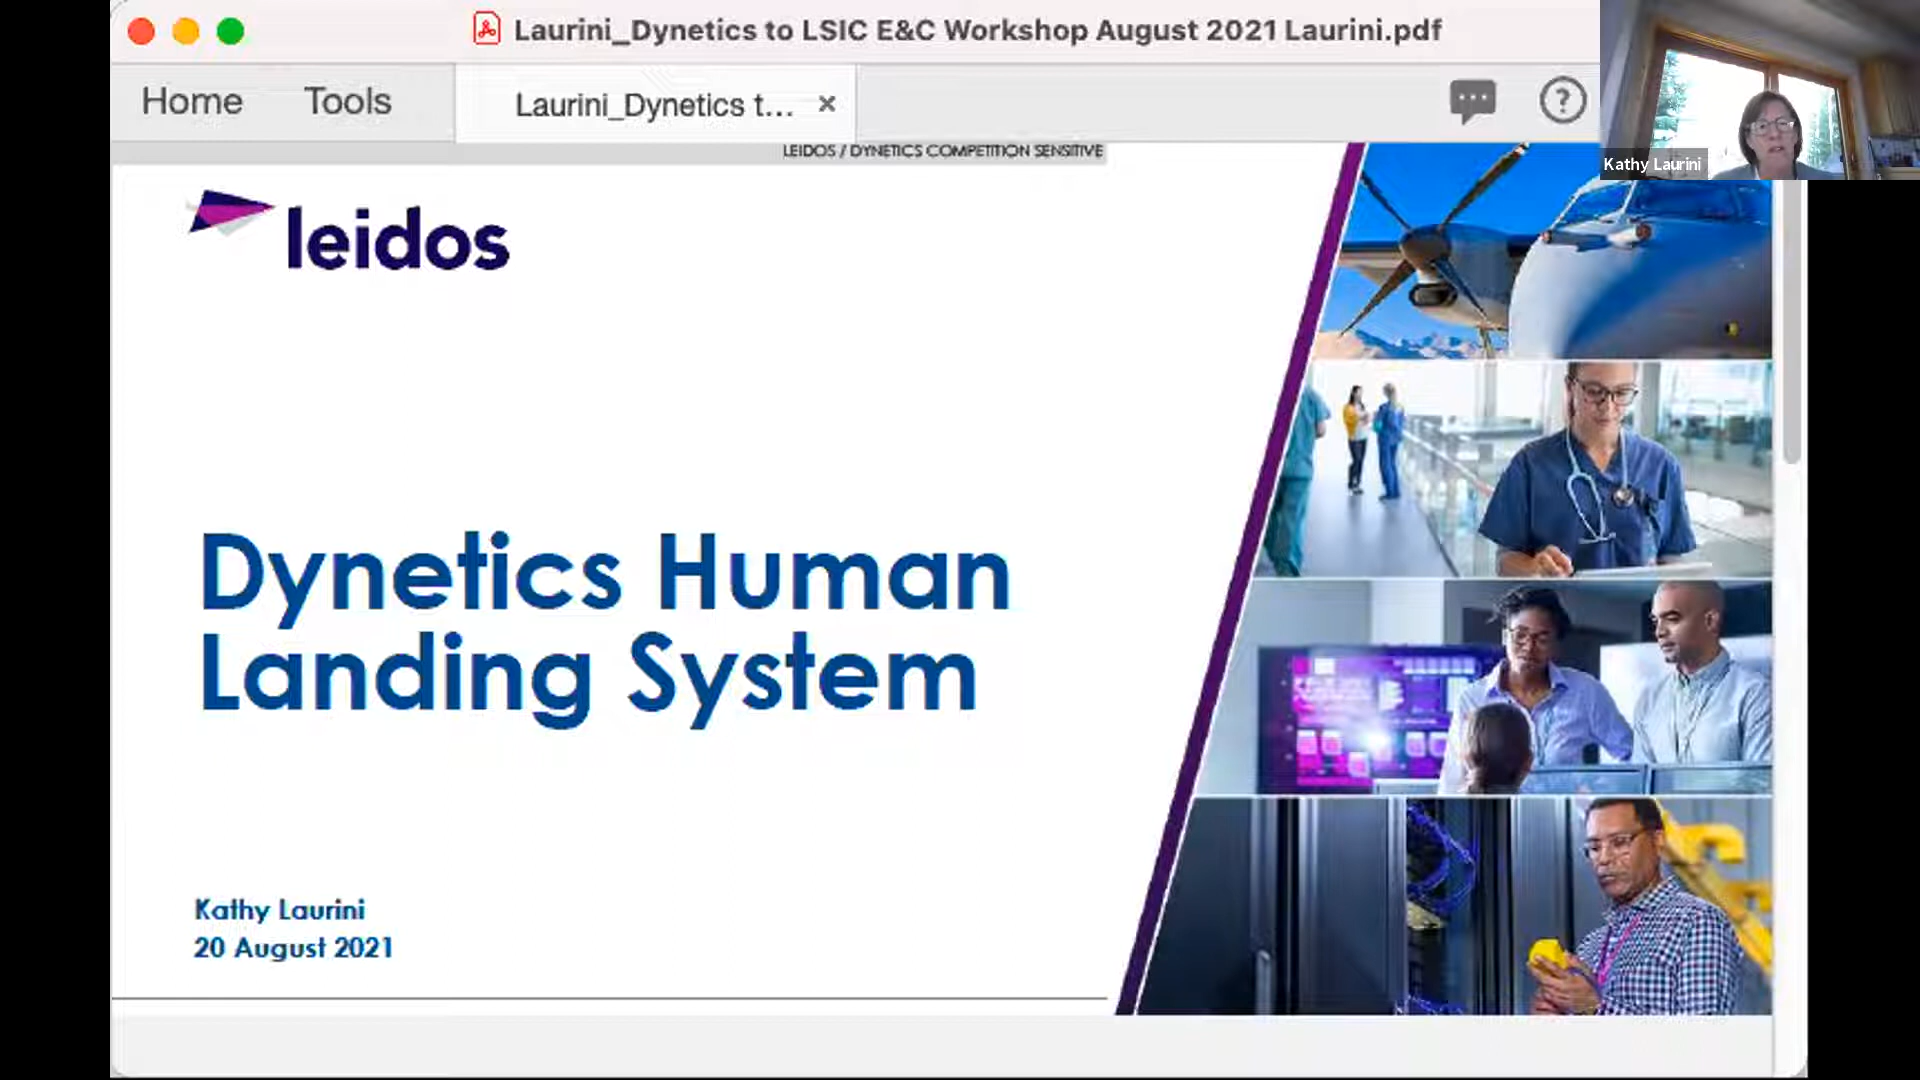 Laurini_Dynetics to LSIC E&C Workshop August 2021 Laurini.pdf
Home Tools Laurini_Dynetics t... ×
?
Kathy Laurini
LEIDOS / DYNETICS COMPETITION SENSITIVE
leidos
Dynetics Human
Landing System
Kathy Laurini
20 August 2021